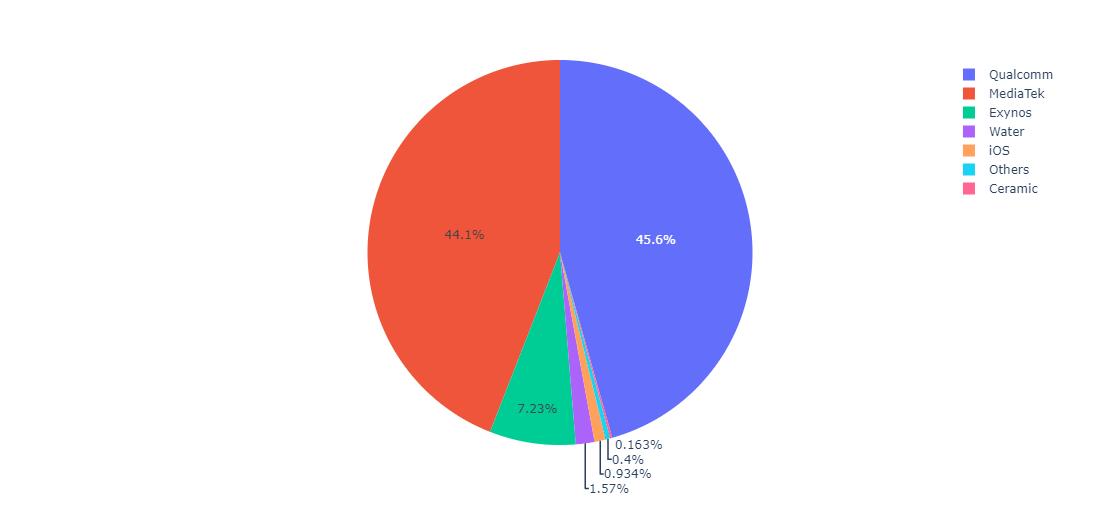 Qualcomm
MediaTek
Exynos
Water
iOS
Others
Ceramic
44.1%
45.6%
7.23%
0.163%
0.4%
0.934%
1.57%